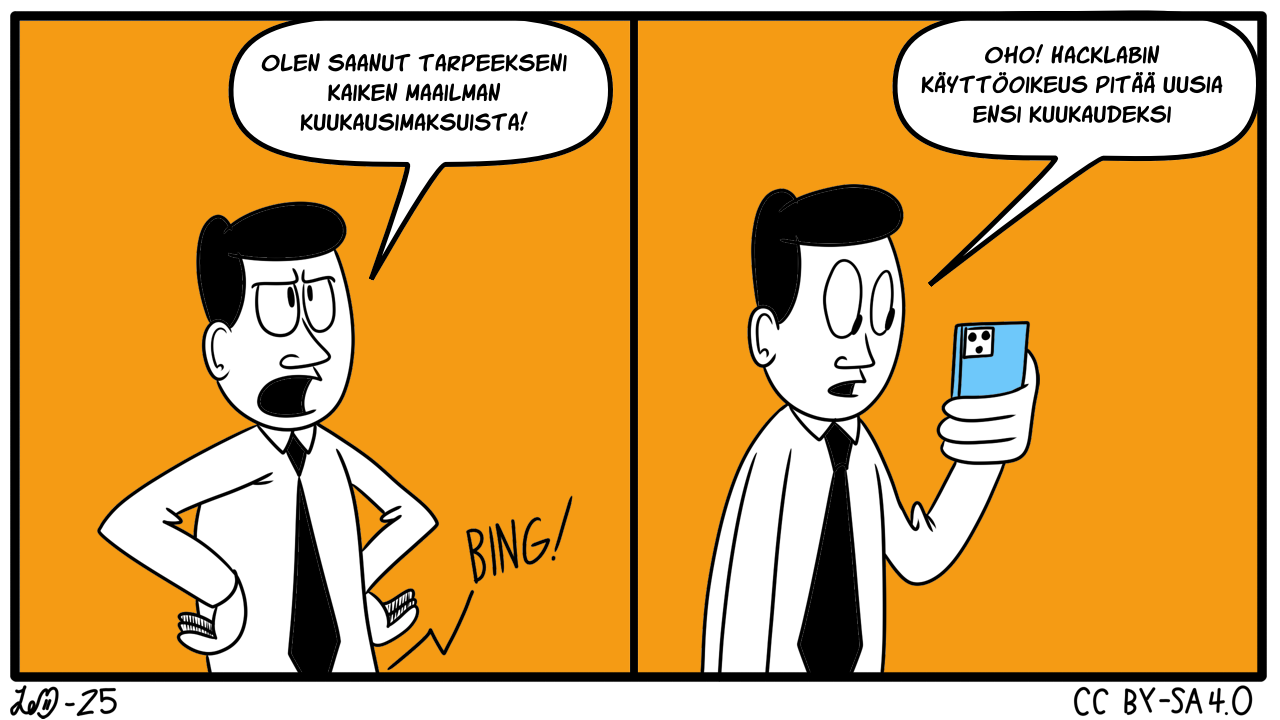 OLEN SAANUT TARPEEKSENI
KAIKEN MAAILMAN
KUUKAUSIMAKSUISTA!
BING!
OHO! HACKLABIN
KÄYTTÖOIKEUS PITÄÄ UUSIA
ENSI KUUKAUDEKSI
-25
CC BY-SA 4.0